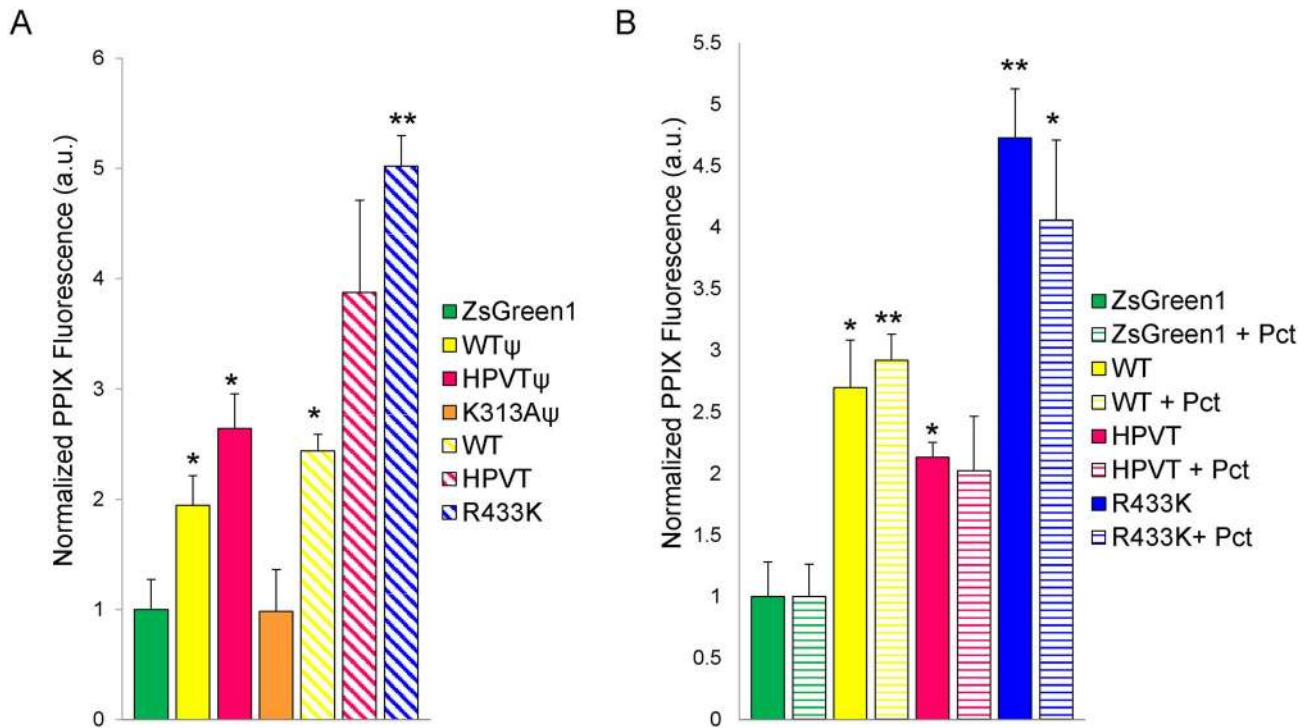 A
Normalized PPIX Fluorescence (a.u.)
6
5
4
3
2
1
0
*
*
*
**
ZsGreen1
WTψ
HPVTψ
K313Aψ
WT
HPVT
R433K
B
Normalized PPIX Fluorescence (a.u.)
5.5
5
4.5
4
3.5
3
2.5
2
1.5
1
0.5
0
*
**
*
**
*
ZsGreen1
ZsGreen1 + Pct
WT
WT + Pct
HPVT
HPVT + Pct
R433K
R433K+ Pct